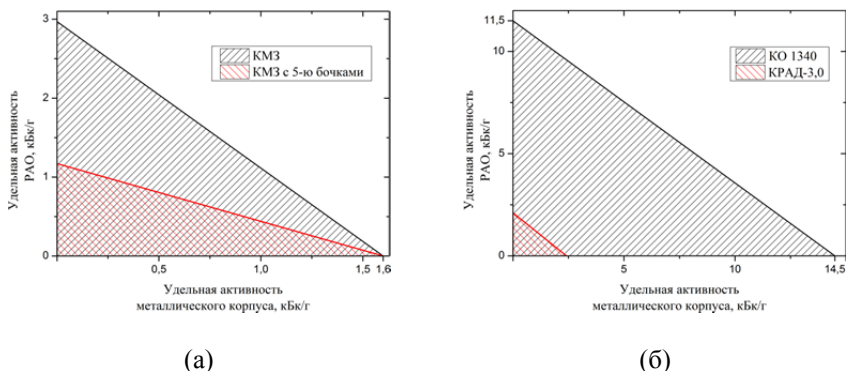 3
2
1
0
0,5
1,0
1,5
1,6
КМЗ
КМЗ с 5-ю бочками
Удельная активность
РАО, кБк/г
Удельная активность
металлического корпуса, кБк/г
(а)
11,5
10
5
0
5
10
14,5
КО 1340
КРАД-3,0
Удельная активность
РАО, кБк/г
Удельная активность
металлического корпуса, кБк/г
(б)